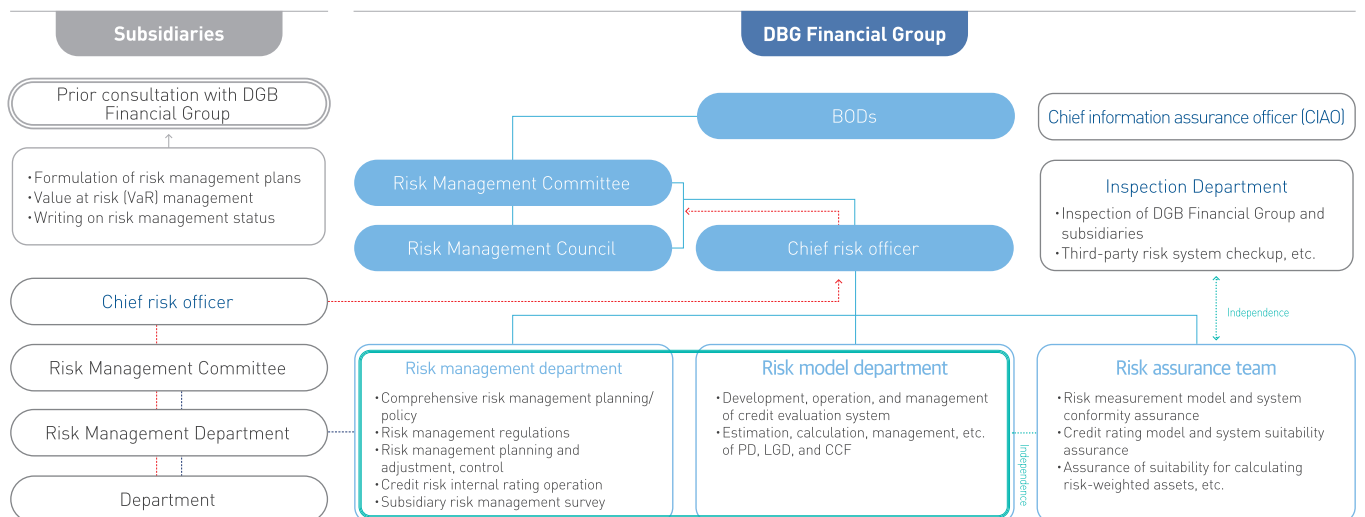 Subsidiaries
DBG Financial Group
Prior consultation with DGB
Financial Group
・Formulation of risk management plans
・Value at risk (VaR) management
・Writing on risk management status
Chief risk officer
Risk Management Committee
Risk Management Department
Department
BODs
Risk Management Committee
Risk Management Council
Chief risk officer
Chief information assurance officer (CIAO)
Inspection Department
・Inspection of DGB Financial Group and
subsidiaries
・Third-party risk system checkup, etc.
Independence
Risk management department
・Comprehensive risk management planning/
policy
・Risk management regulations
・Risk management planning and
adjustment, control
・Credit risk internal rating operation
・Subsidiary risk management survey
Risk model department
・Development, operation, and management
of credit evaluation system
・Estimation, calculation, management, etc.
of PD, LGD, and CCF
Independence
Risk assurance team
・Risk measurement model and system
conformity assurance
・Credit rating model and system suitability
assurance
・Assurance of suitability for calculating
risk-weighted assets, etc.